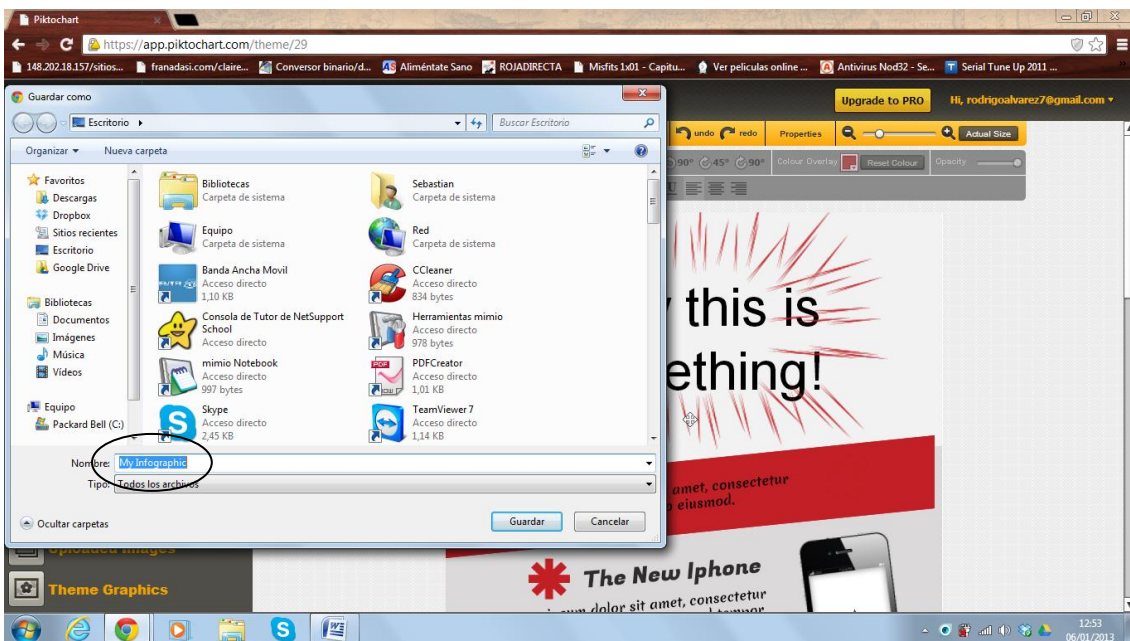 Piktochart
https://app.piktochart.com/theme/29
148.202.18.157/sitios... franadasi.com/claire... Conversor binario/d... Aliméntate Sano ROJADIRECTA Misfits 1x01 - Capitu... Ver peliculas online ... Antivirus Nod32 - Se... Serial Tune Up 2011 ...
Guardar como
Upgrade to PRO Hi, rodrigoalvarez7@gmail.com
Escritorio
Buscar Escritorio
undo redo Properties Actual Size
Organizar Nueva carpeta
90° 45° 90° Colour Overlay Reset Colour Opacity
Favoritos
Descargas
Dropbox
Sitios recientes
Escritorio
Google Drive
Bibliotecas
Documentos
Imágenes
Música
Vídeos
Equipo
Packard Bell (C:)
Bibliotecas
Carpeta de sistema
Sebastian
Carpeta de sistema
Equipo
Carpeta de sistema
Red
Carpeta de sistema
Banda Ancha Movil
Acceso directo
1,10 KB
CCleaner
Acceso directo
834 bytes
Consola de Tutor de NetSupport
School
Acceso directo
Herramientas mimio
Acceso directo
978 bytes
mimio Notebook
Acceso directo
997 bytes
PDFCreator
Acceso directo
1,01 KB
Skype
Acceso directo
2,45 KB
TeamViewer 7
Acceso directo
1,14 KB
Nombre: My Infographic
Tipo: Todos los archivos
Ocultar carpetas
Guardar Cancelar
this is
ething!
amet, consectetur
eiusmod.
The New Iphone
dolor sit amet, consectetur
Uploaded Images
Theme Graphics
12:53
06/01/2013